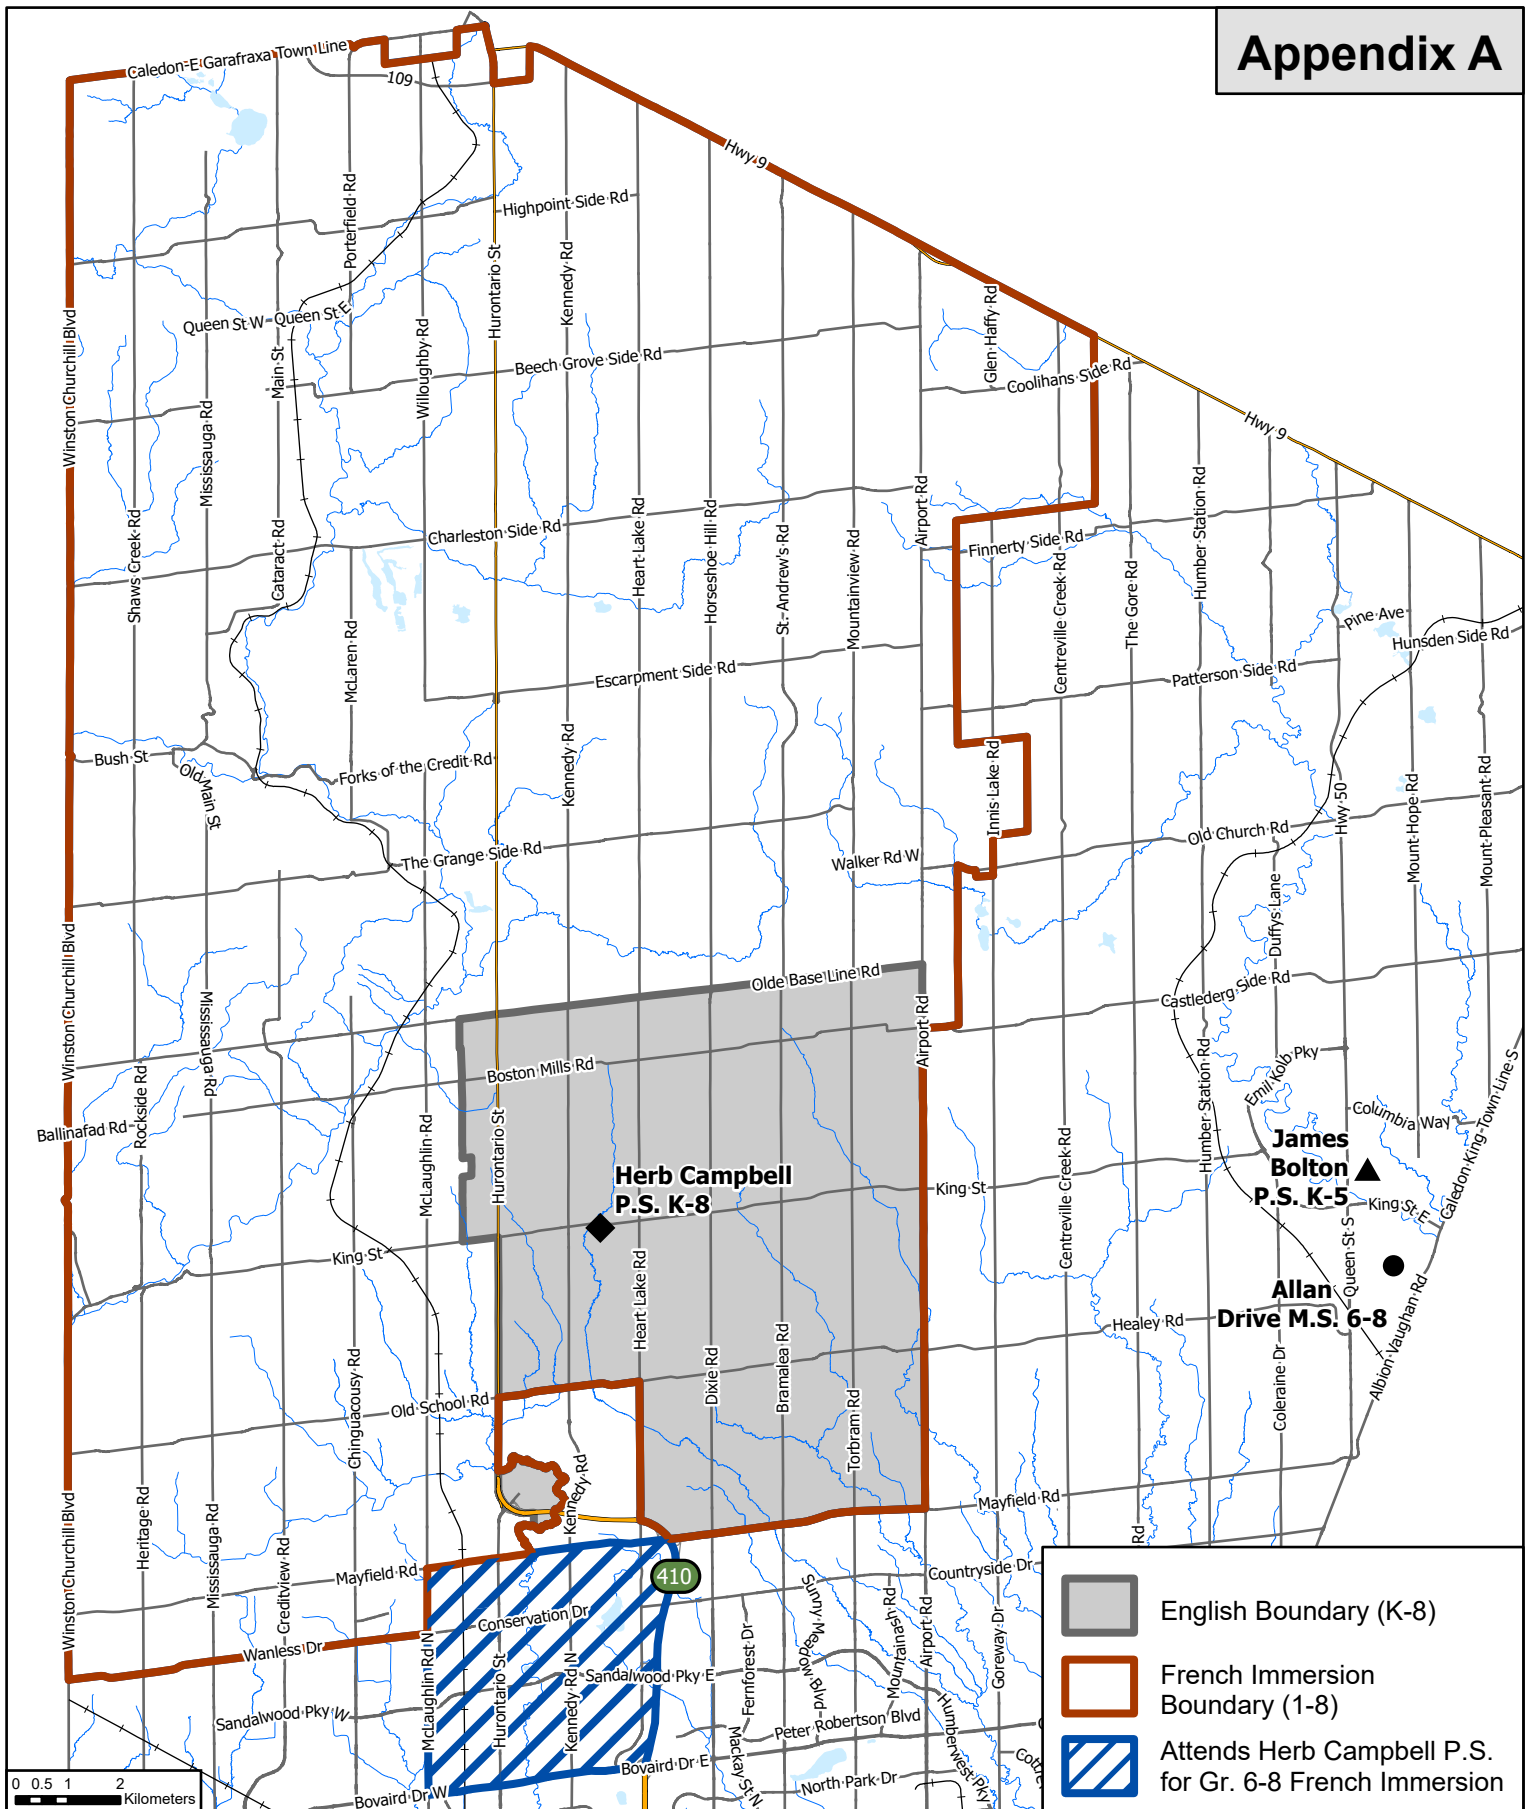 Appendix A
Caledon-E Garafraxa Town Line
109
Hwy 9
Porterfield Rd
Highpoint Side Rd
Hurontario St
Kennedy Rd
Winston Churchill Blvd
Queen St W
Queen St E
Main St
Willoughby Rd
Beech Grove Side Rd
Glen Haffy Rd
Coolihans Side Rd
Hwy 9
Mississauga Rd
Shaws Creek Rd
Cataract Rd
Charleston Side Rd
Heart Lake Rd
Horseshoe Hill Rd
St. Andrew's Rd
Mountainview Rd
Airport Rd
Finnerty Side Rd
Centreville Creek Rd
The Gore Rd
Humber Station Rd
Pine Ave
Hunsden Side Rd
McLaren Rd
Escarpment Side Rd
Patterson Side Rd
Bush St
Old Main St
Forks of the Credit Rd
Kennedy Rd
Innis Lake Rd
Hwy 50
Mount Hope Rd
Mount Pleasant Rd
The Grange Side Rd
Walker Rd W
Old Church Rd
Duffys Lane
Winston Churchill Blvd
Olde Base Line Rd
Castlederg Side Rd
Mississauga Rd
Airport Rd
Rockside Rd
Boston Mills Rd
Emil Kolb Pky
Columbia Way
Caledon King Town Line S
Ballinafad Rd
McLaughlin Rd
Hurontario St
Humber Station Rd
Centreville Creek Rd
James
Bolton
P.S. K-5
Herb Campbell
P.S. K-8
King St
King St E
King St
Queen St S
Heart Lake Rd
Allan
Drive M.S. 6-8
Healey Rd
Albion Vaughan Rd
Coleraine Dr
Chinguacousy Rd
Old School Rd
Dixie Rd
Bramalea Rd
Torbram Rd
Kennedy Rd
Mayfield Rd
Winston Churchill Blvd
Heritage Rd
Mississauga Rd
Creditview Rd
Mayfield Rd
410
Countryside Dr
Rd
Conservation Dr
Wanless Dr
McLaughlin Rd N
Hurontario St
Kennedy Rd N
Sandalwood Pky E
Fernforest Dr
Sunny Meadow Blvd
Mountainash Rd
Airport Rd
Goreway Dr
Sandalwood Pky W
Peter Robertson Blvd
Humberwest Pky
Mackay St N
Bovaird Dr E
North Park Dr
Bovaird Dr W
English Boundary (K-8)
French Immersion
Boundary (1-8)
Attends Herb Campbell P.S.
for Gr. 6-8 French Immersion
0 0.5 1 2
Kilometers